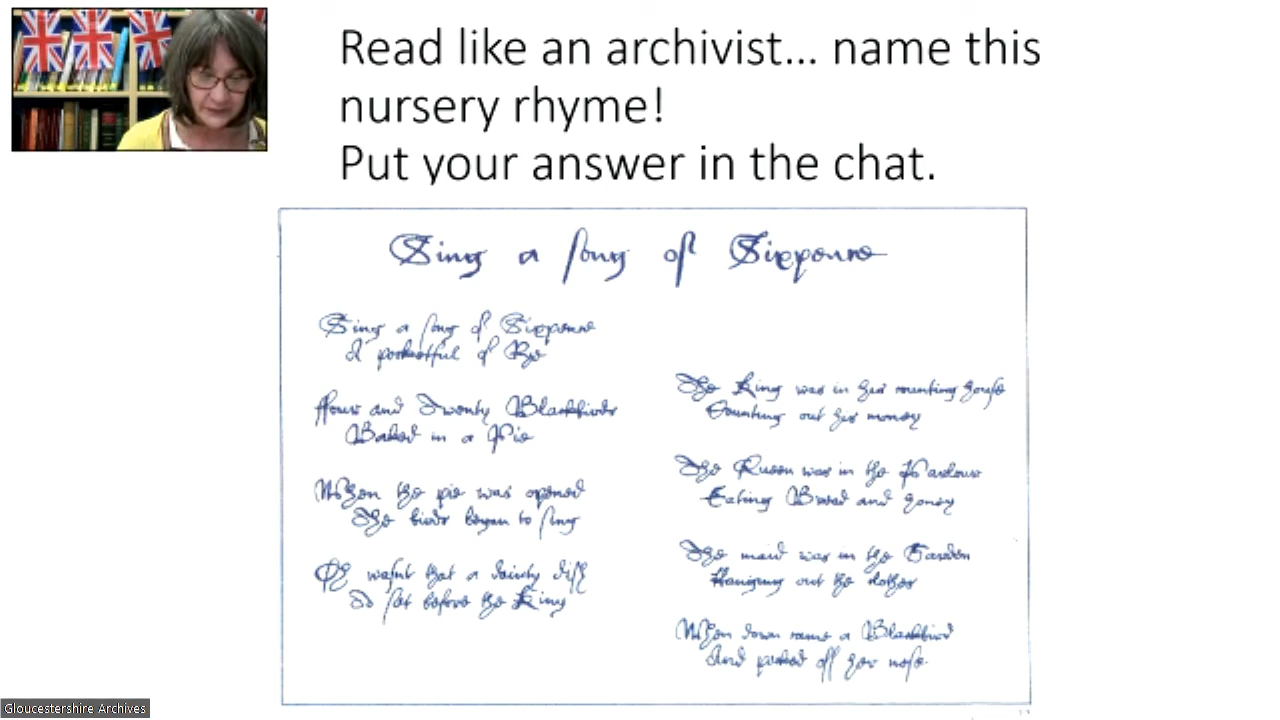 Read like an archivist... name this
nursery rhyme!
Put your answer in the chat.
Sing a song of Sixpence
Sing a song of Sixpence
A pocketful of Rye
ffour and Twenty Blackbirds
Baked in a Pie
When the pie was opened
The birds began to sing
Oh wasnt that a dainty dish
To set before the King
The King was in his counting house
Counting out his money
The Queen was in the Parlour
Eating Bread and honey
The maid was in the Garden
Hanging out the clothes
When down came a Blackbird
And pecked off her nose
Gloucestershire Archives